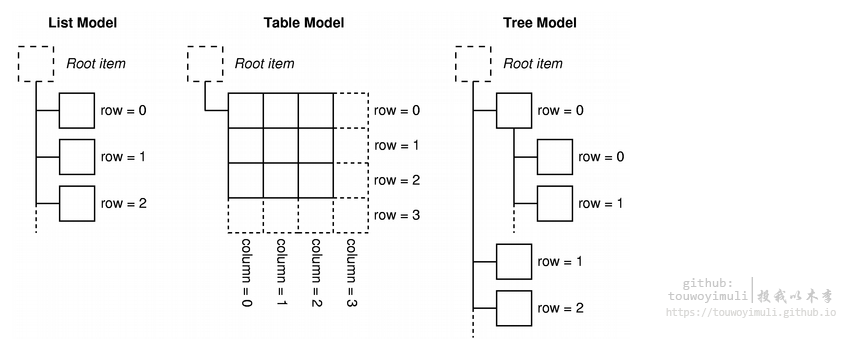 List Model
Root item
row = 0
row = 1
row = 2
Table Model
Root item
row = 0
row = 1
row = 2
row = 3
column = 0
column = 1
column = 2
column = 3
Tree Model
Root item
row = 0
row = 0
row = 1
row = 1
row = 2
github:
touwoyimuli
投我以木李
https://touwoyimuli.github.io